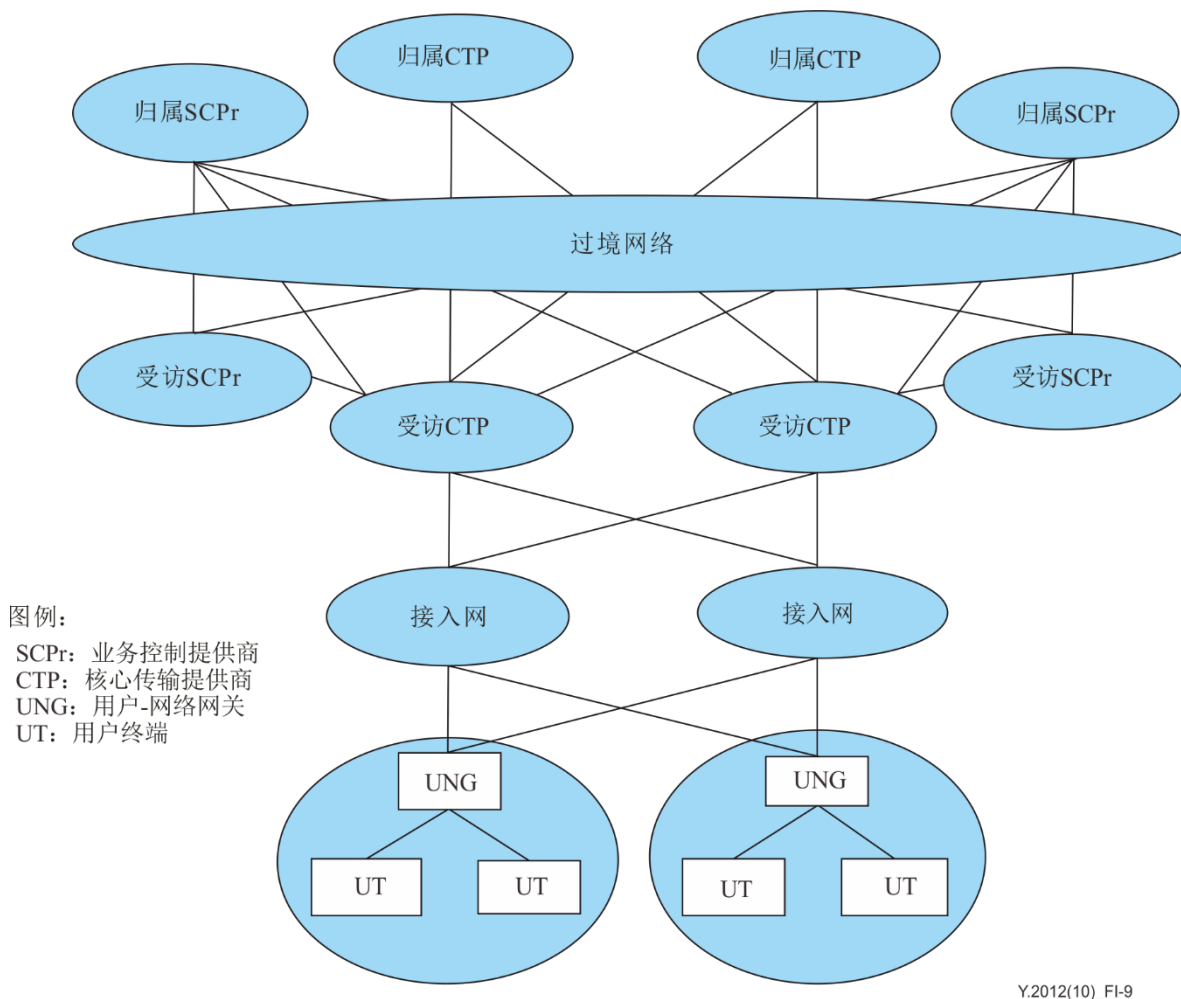 归属CTP
归属CTP
归属SCPr
归属SCPr
过境网络
受访SCPr
受访SCPr
受访CTP
受访CTP
接入网
接入网
图例：
SCPr：业务控制提供商
CTP：核心传输提供商
UNG：用户-网络网关
UT：用户终端
UNG
UNG
UT
UT
UT
UT
Y.2012(10)_FI-9